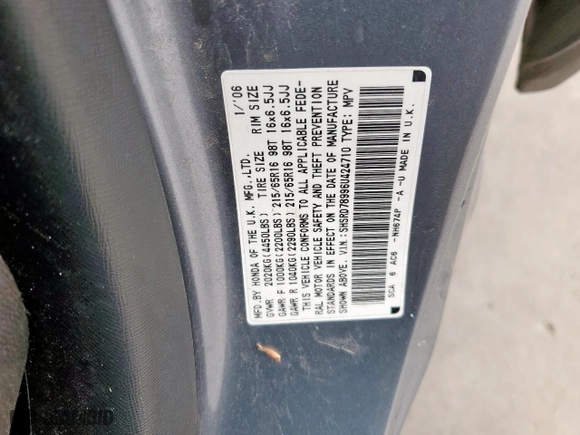 MFD.BY HONDA OF THE U.K. MFG.,LTD. 1/'06
GVWR 2020KG(4450LBS) TIRE SIZE RIM SIZE
GAWR F 1000KG(2200LBS) 215/65R16 98T 16x6.5JJ
GAWR R 1040KG(2290LBS) 215/65R16 98T 16x6.5JJ
THIS VEHICLE CONFORMS TO ALL APPLICABLE FEDE-
RAL MOTOR VEHICLE SAFETY AND THEFT PREVENTION
STANDARDS IN EFFECT ON THE DATE OF MANUFACTURE
SHOWN ABOVE. VIN:SHSRD78996U424710 TYPE: MPV
SCA 6 AC6 -NH674P -A -U MADE IN U.K.